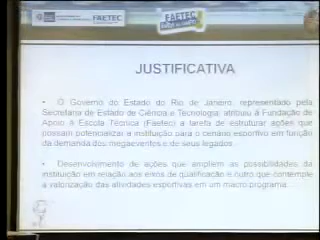 FAETEC
FAETEC
JUSTIFICATIVA
• O Governo do Estado do Rio de Janeiro, representado pela
Secretaria de Estado de Ciência e Tecnologia, atribuiu à Fundação de
Apoio à Escola Técnica (Faetec) a tarefa de estruturar ações que
possam potencializar a instituição para o cenário esportivo em função
da demanda dos megaeventos e de seus legados.
• Desenvolvimento de ações que ampliem as possibilidades da
instituição em relação aos eixos de qualificação e outro que contemple
a valorização das atividades esportivas em um macro programa.